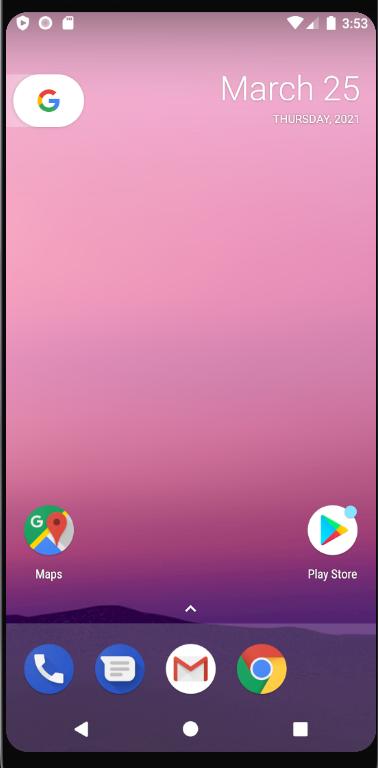 3:53
G
March 25
THURSDAY, 2021
G
Maps
Play Store